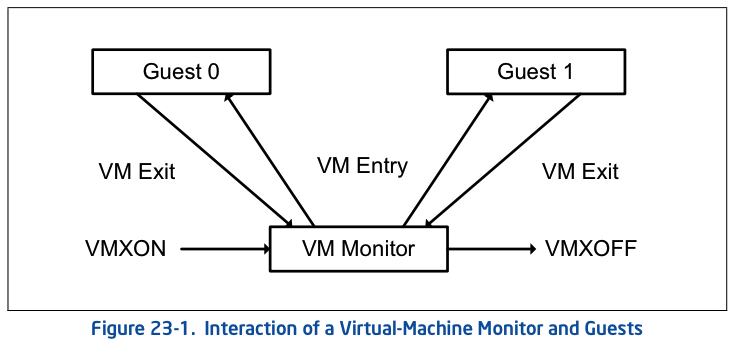 Guest 0
Guest 1
VM Exit
VM Entry
VM Exit
VMXON
VM Monitor
VMXOFF
Figure 23-1. Interaction of a Virtual-Machine Monitor and Guests